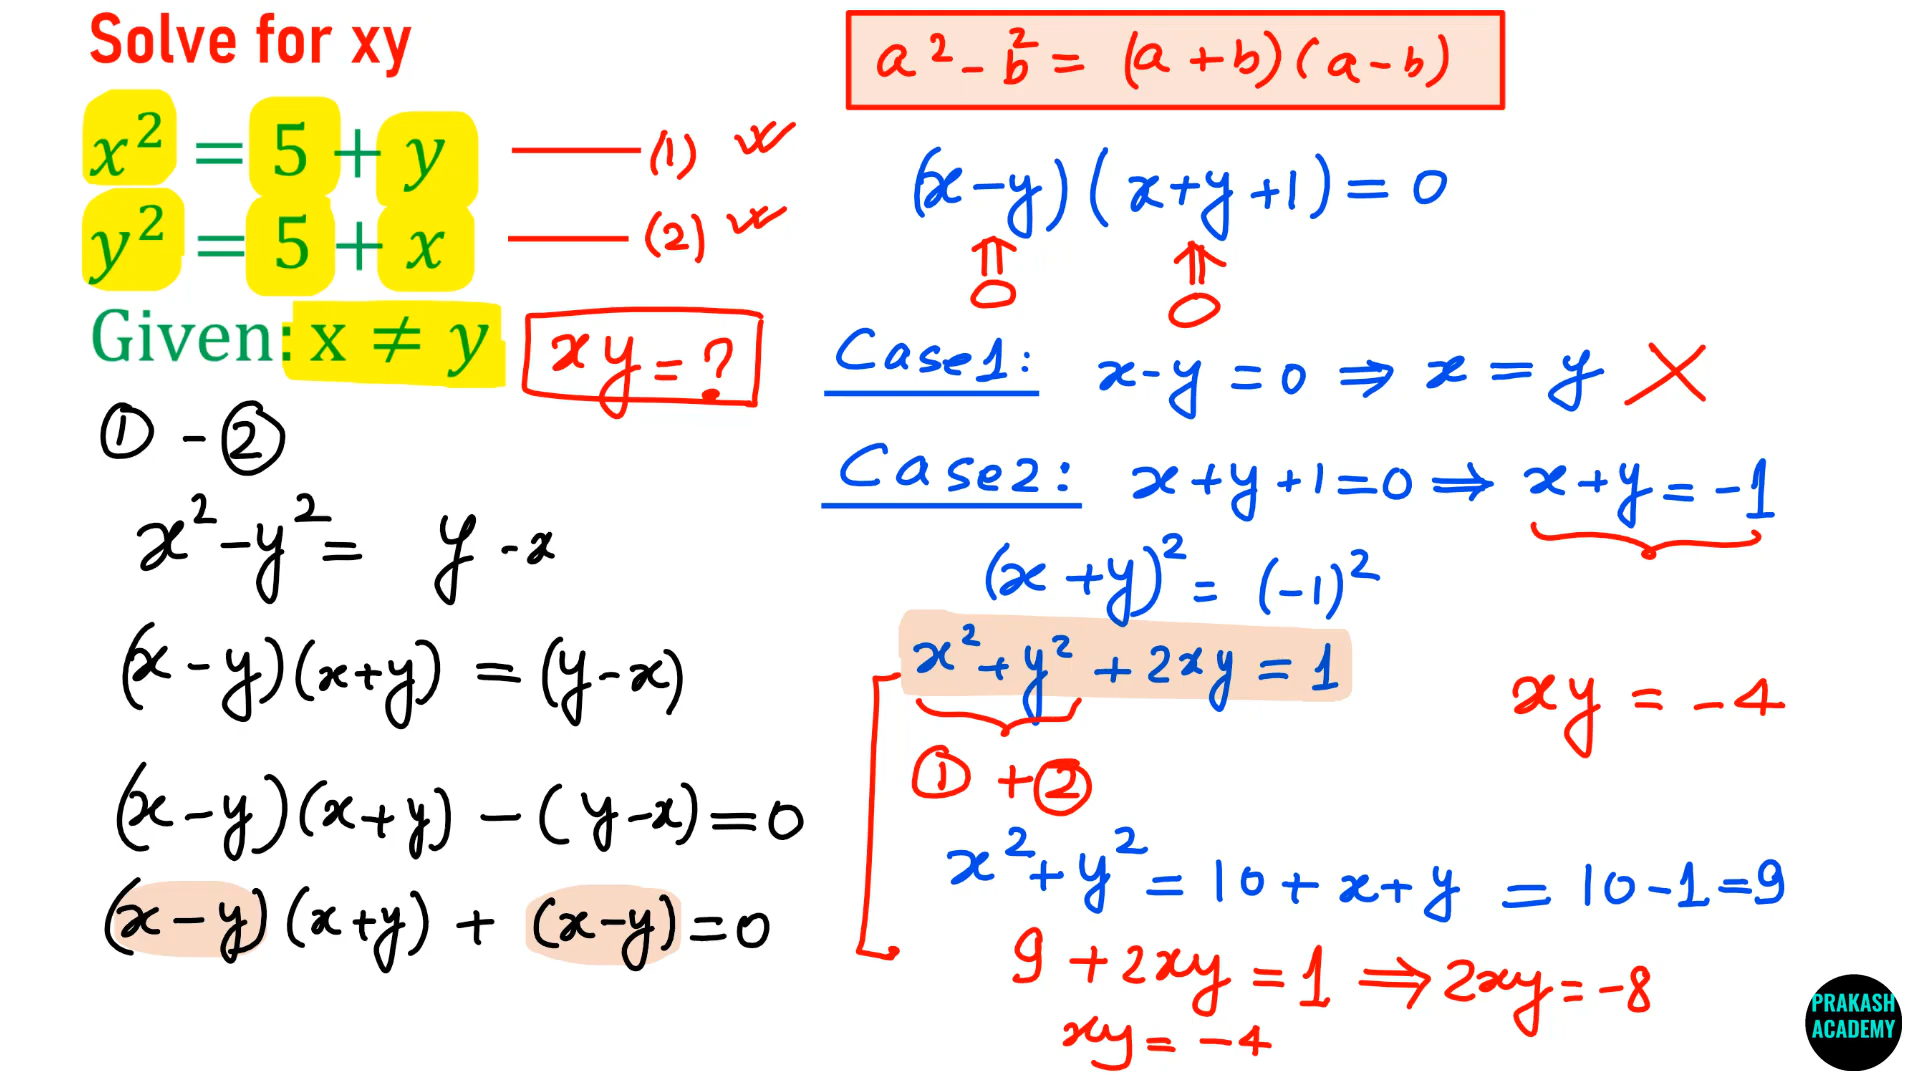 Solve for xy
x² = 5 + y —— (1)
y² = 5 + x —— (2)
Given: x ≠ y
xy = ?
① - ②
x² - y² = y - x
(x - y)(x + y) = (y - x)
(x - y)(x + y) - (y - x) = 0
(x - y)(x + y) + (x - y) = 0
a² - b² = (a + b)(a - b)
(x - y)(x + y + 1) = 0
0 0
Case1: x - y = 0 ⇒ x = y ✗
Case2: x + y + 1 = 0 ⇒ x + y = -1
(x + y)² = (-1)²
x² + y² + 2xy = 1
xy = -4
① + ②
x² + y² = 10 + x + y = 10 - 1 = 9
9 + 2xy = 1 ⇒ 2xy = -8
xy = -4
PRAKASH
ACADEMY